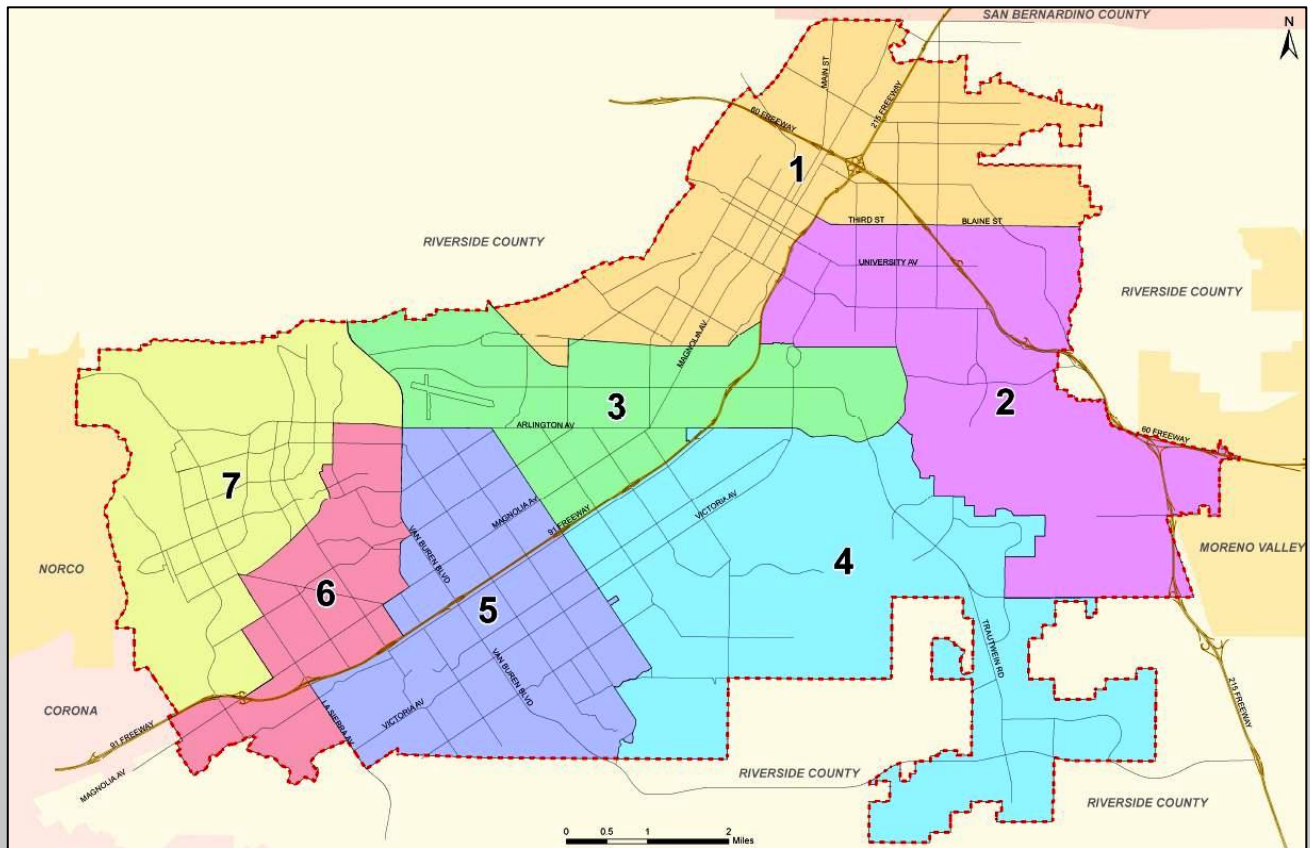 SAN BERNARDINO COUNTY
N
MAIN ST
215 FREEWAY
60 FREEWAY
1
THIRD ST
BLAINE ST
RIVERSIDE COUNTY
UNIVERSITY AV
RIVERSIDE COUNTY
MAGNOLIA AV
3
2
ARLINGTON AV
60 FREEWAY
7
MAGNOLIA AV
VICTORIA AV
91 FREEWAY
VAN BUREN BLVD
MORENO VALLEY
NORCO
4
6
5
TRAUTWEIN RD
VAN BUREN BLVD
215 FREEWAY
CORONA
LA SIERRA AV
VICTORIA AV
91 FREEWAY
MAGNOLIA AV
RIVERSIDE COUNTY
RIVERSIDE COUNTY
0 0.5 1 2
Miles